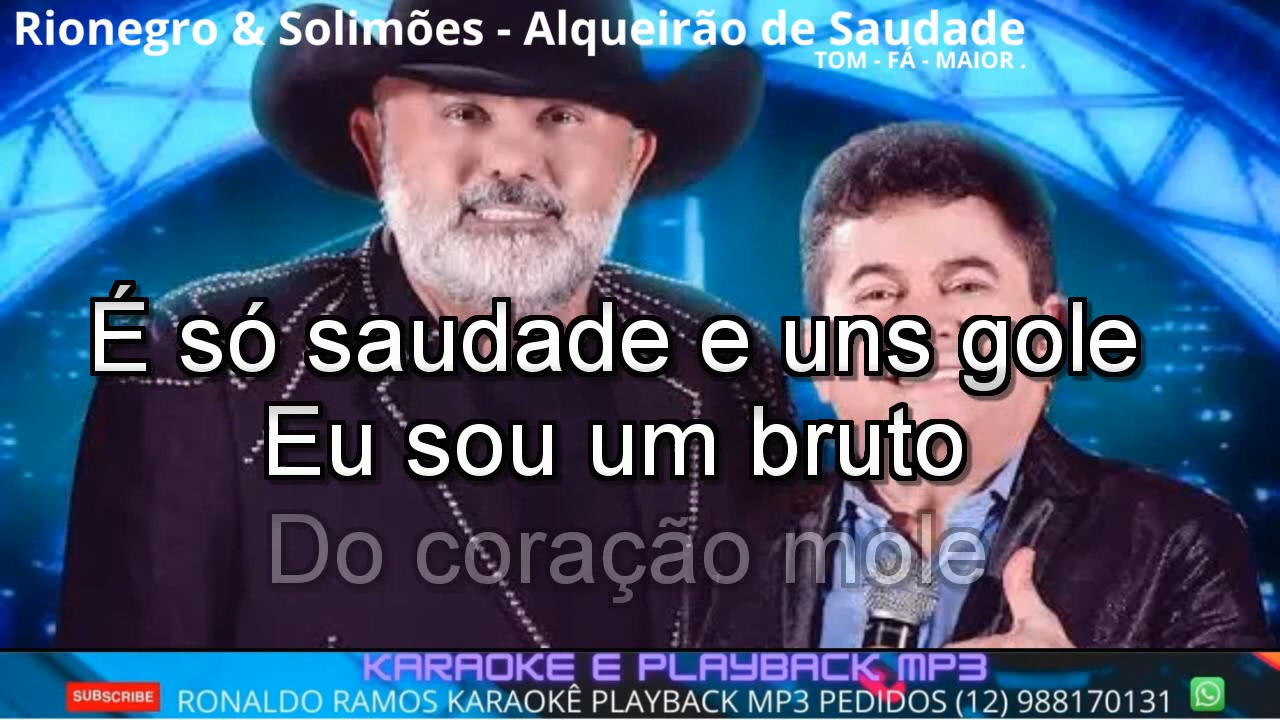 Rionegro & Solimões - Alqueirão de Saudade
TOM - FÁ - MAIOR .
É só saudade e uns gole
Eu sou um bruto
Do coração mole
KARAOKE E PLAYBACK MP3
SUBSCRIBE RONALDO RAMOS KARAOKÊ PLAYBACK MP3 PEDIDOS (12) 988170131